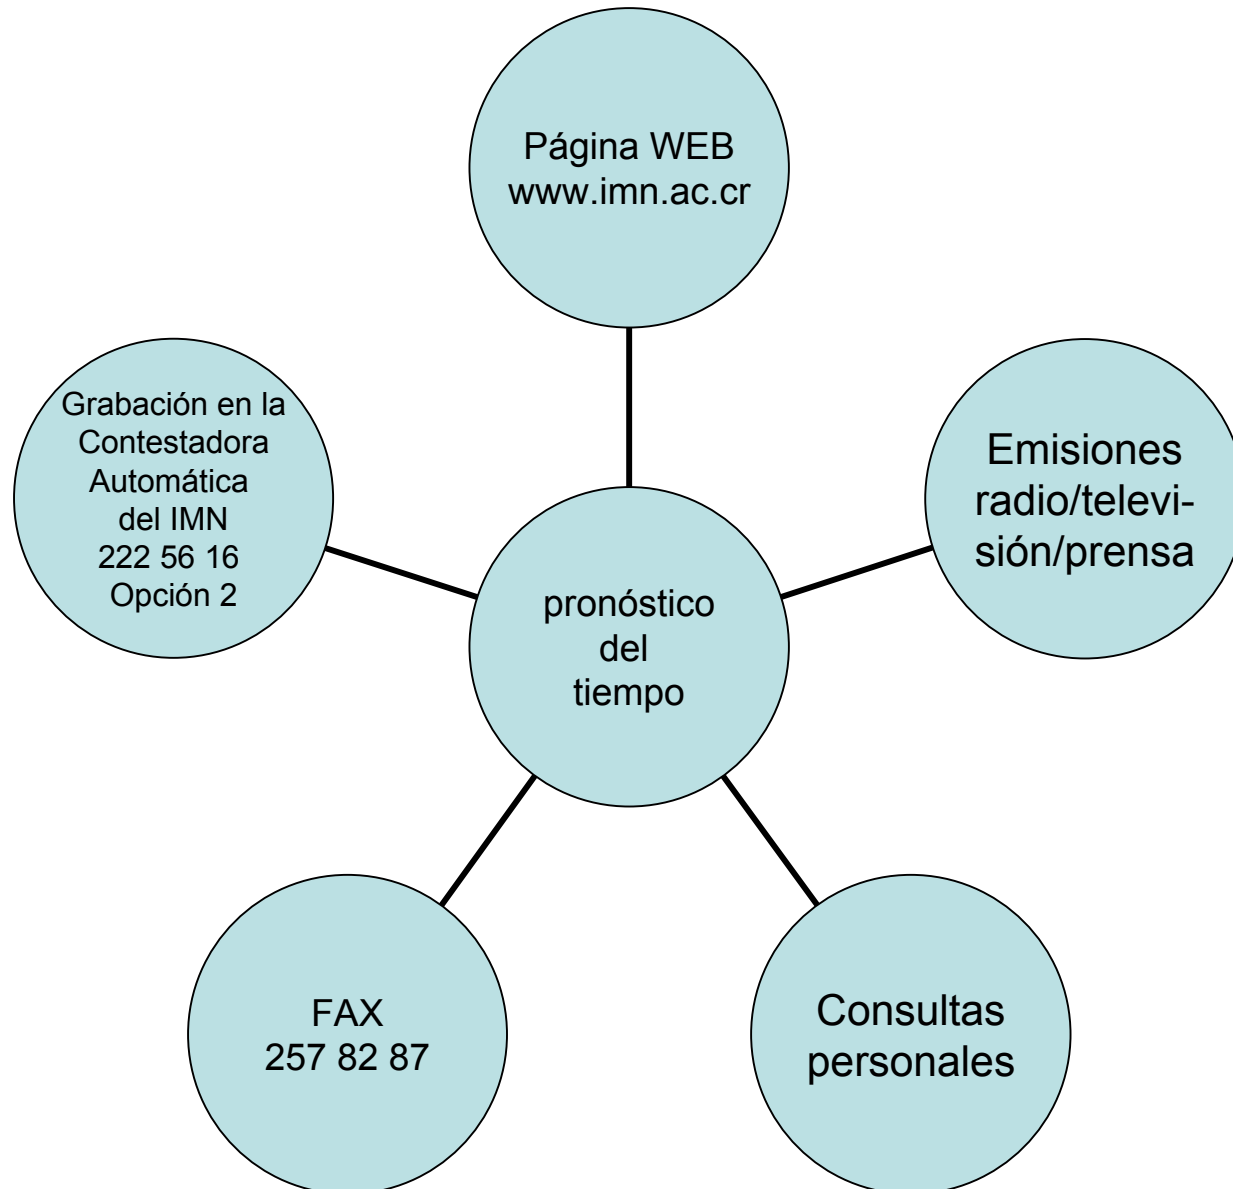 Página WEB
www.imn.ac.cr
Grabación en la
Contestadora
Automática
del IMN
222 56 16
Opción 2
Emisiones
radio/televi-
sión/prensa
pronóstico
del
tiempo
FAX
257 82 87
Consultas
personales